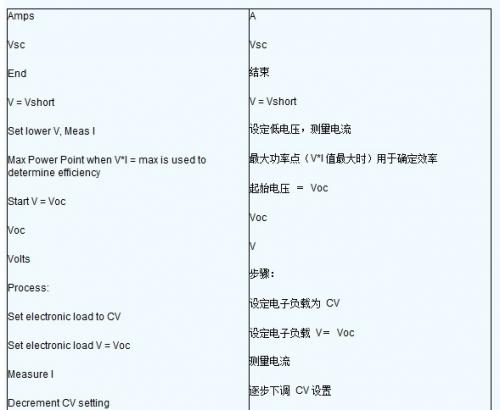 Amps
Vsc
End
V = Vshort
Set lower V, Meas I
Max Power Point when V*I = max is used to
determine efficiency
Start V = Voc
Voc
Volts
Process:
Set electronic load to CV
Set electronic load V = Voc
Measure I
Decrement CV setting
A
Vsc
结束
V = Vshort
设定低电压，测量电流
最大功率点（V*I 值最大时）用于确定效率
起始电压 = Voc
Voc
V
步骤：
设定电子负载为 CV
设定电子负载 V= Voc
测量电流
逐步下调 CV 设置